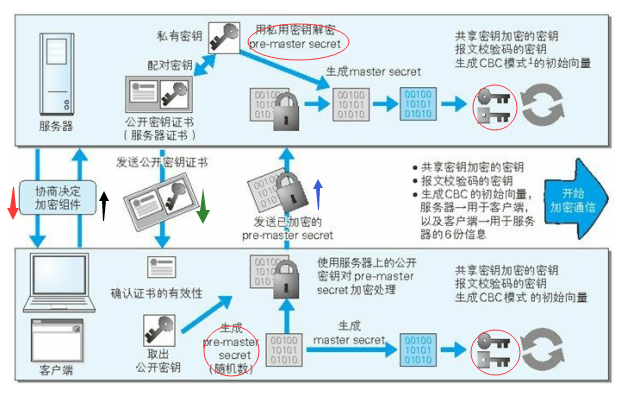 私有密钥
用私用密钥解密
pre-master secret
配对密钥
生成master secret
共享密钥加密的密钥
报文校验码的密钥
生成CBC模式¹的初始向量
00100
10101
01010
00100
10101
01010
00100
10101
01010
服务器
公开密钥证书
(服务器证书)
协商决定
加密组件
发送公开密钥证书
00100
10101
01010
发送已加密的
pre-master secret
•共享密钥加密的密钥
•报文校验码的密钥
•生成CBC的初始向量,
服务器→用于客户端,
以及客户端→用于服务
器的6份信息
开始
加密通信
确认证书的有效性
00100
10101
01010
使用服务器上的公开
密钥对pre-master
secret加密处理
共享密钥加密的密钥
报文校验码的密钥
生成CBC模式的初始向量
客户端
取出
公开密钥
生成
pre-master
secret
(随机数)
00100
10101
01010
生成
master secret
00100
10101
01010